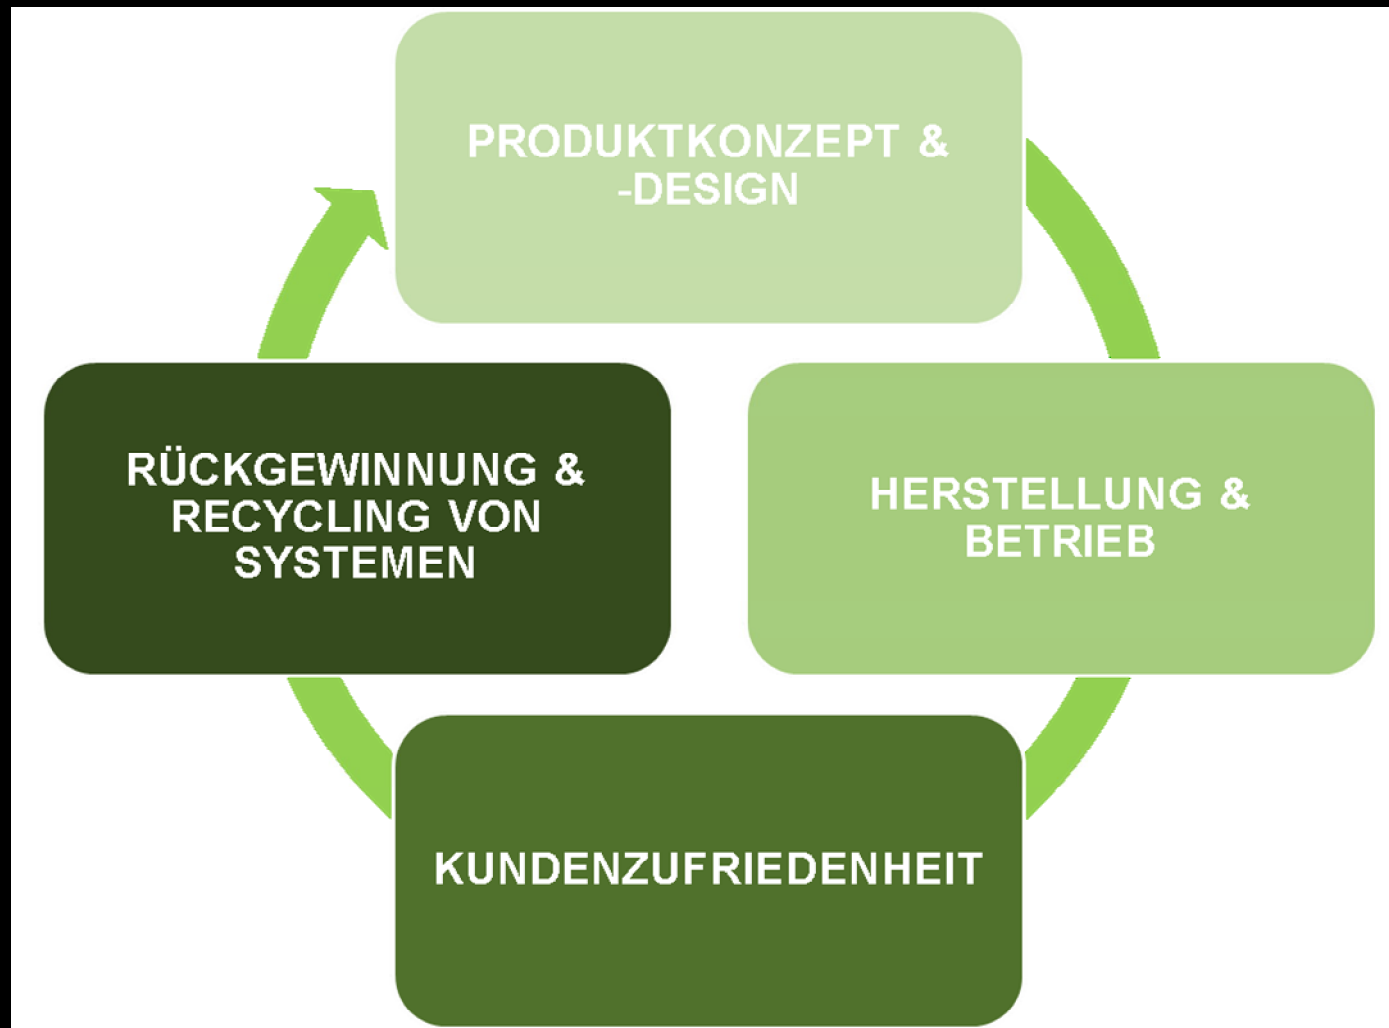 PRODUKTKONZEPT &
-DESIGN
HERSTELLUNG &
BETRIEB
KUNDENZUFRIEDENHEIT
RÜCKGEWINNUNG &
RECYCLING VON
SYSTEMEN